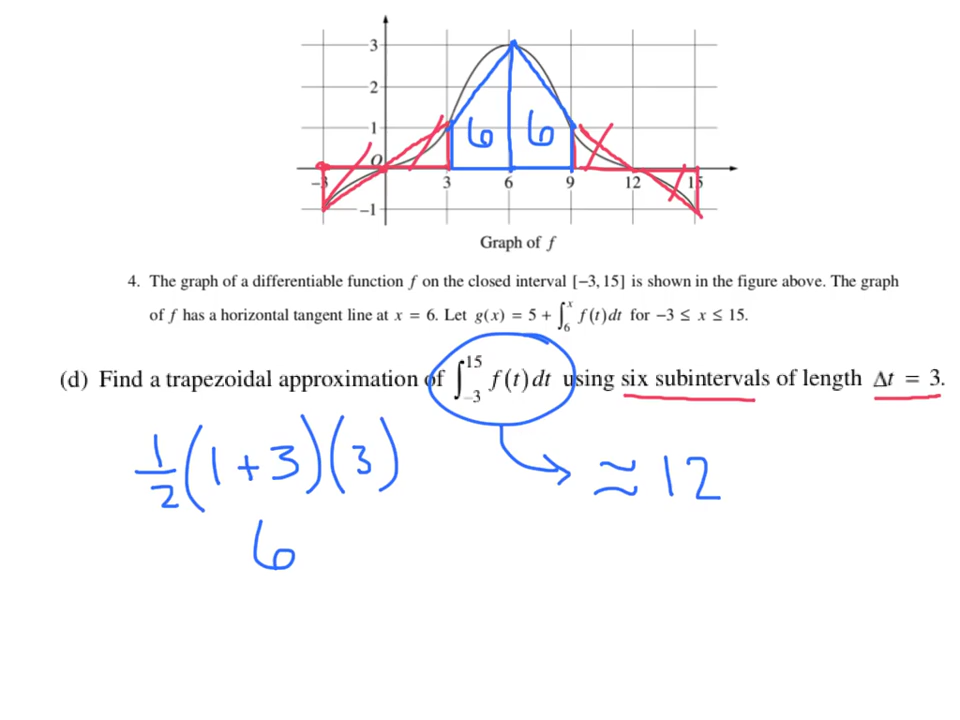 3
2
1
6 6
O
-3 3 6 9 12 15
-1
Graph of f
4. The graph of a differentiable function f on the closed interval [−3, 15] is shown in the figure above. The graph
of f has a horizontal tangent line at x = 6. Let g(x) = 5 + ∫₆ˣ f(t)dt for −3 ≤ x ≤ 15.
(d) Find a trapezoidal approximation of ∫₋₃¹⁵ f(t)dt using six subintervals of length Δt = 3.
1/2(1+3)(3)
≈12
6